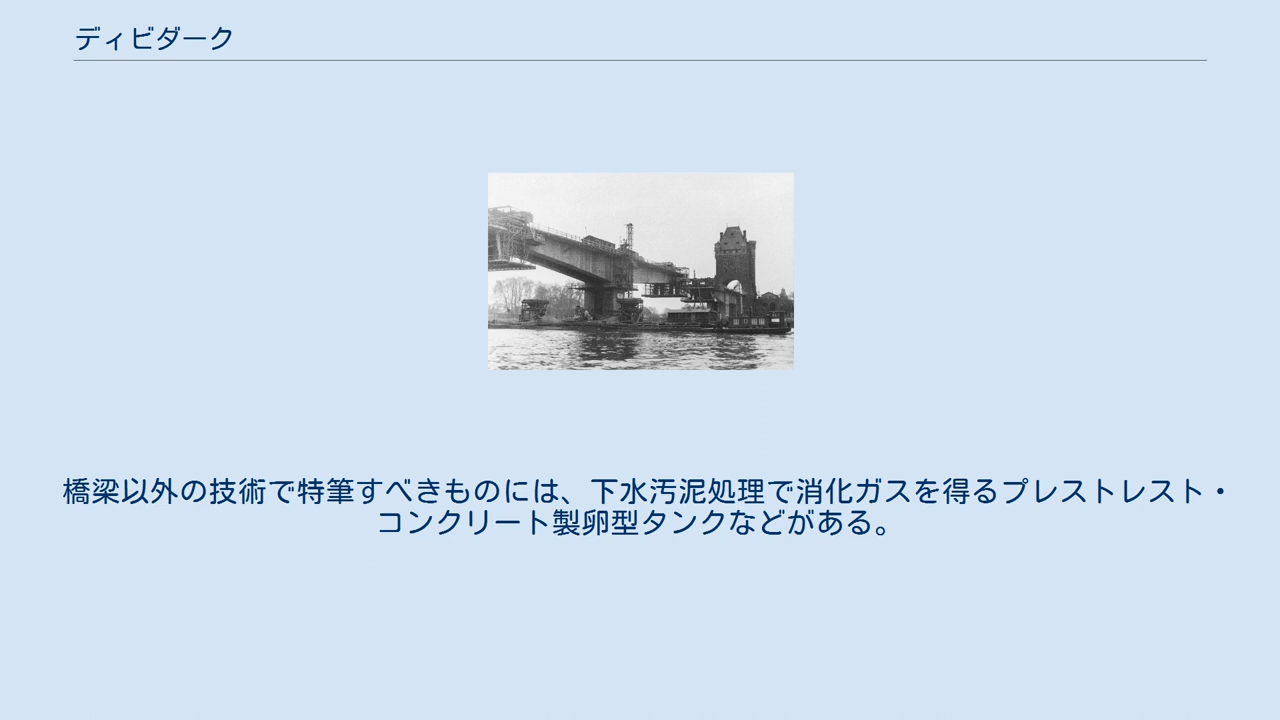 ディビダーク
橋梁以外の技術で特筆すべきものには、下水汚泥処理で消化ガスを得るプレストレスト・
コンクリート製卵型タンクなどがある。